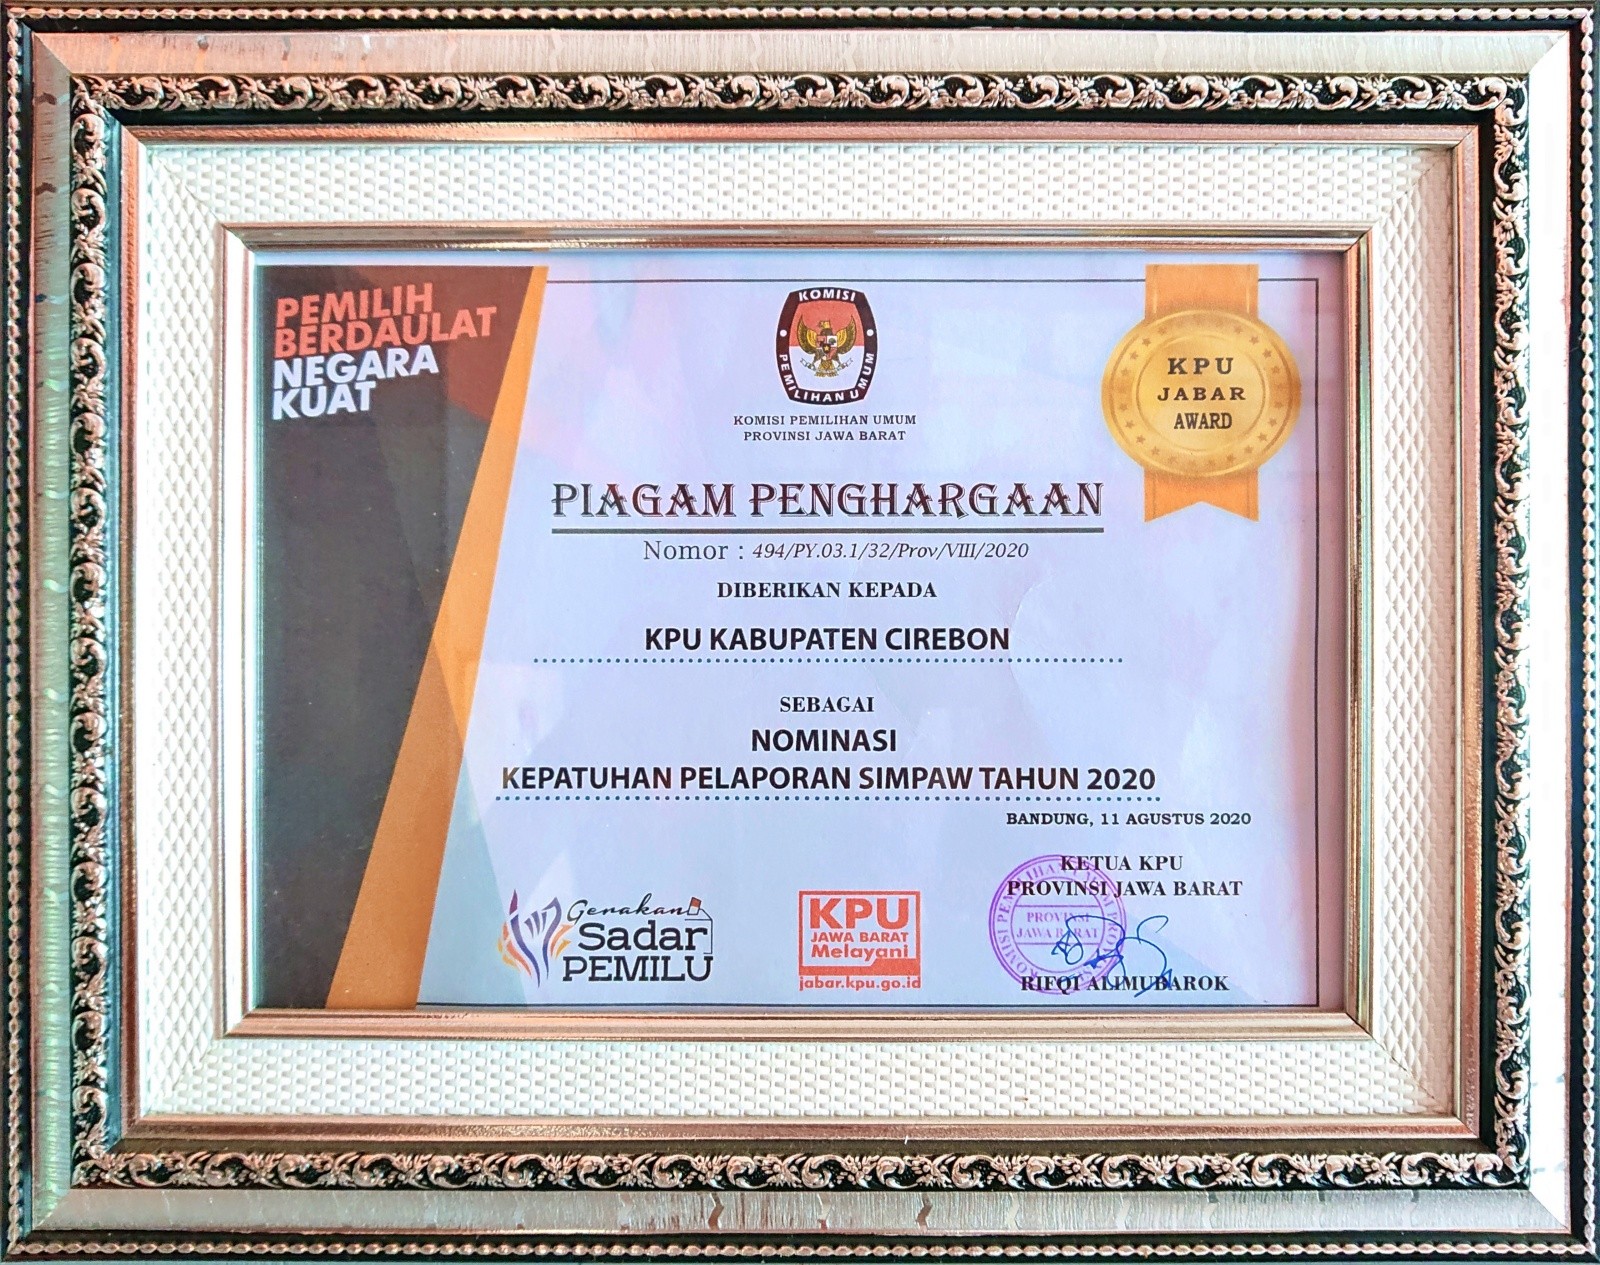 PEMILIH
BERDAULAT
NEGARA
KUAT
KOMISI
PEMILIHAN UMUM
KOMISI PEMILIHAN UMUM
PROVINSI JAWA BARAT
KPU
JABAR
AWARD
PIAGAM PENGHARGAAN
Nomor : 494/PY.03.1/32/Prov/VIII/2020
DIBERIKAN KEPADA
KPU KABUPATEN CIREBON
SEBAGAI
NOMINASI
KEPATUHAN PELAPORAN SIMPAW TAHUN 2020
BANDUNG, 11 AGUSTUS 2020
KETUA KPU
PROVINSI JAWA BARAT
PROVINSI
JAWA BARAT
RIFQI ALIMUBAROK
Gerakan
Sadar
PEMILU
KPU
JAWA BARAT
Melayani
jabar.kpu.go.id